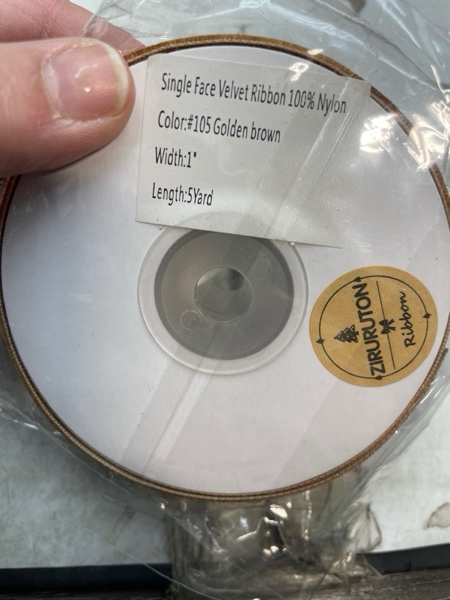 Single Face Velvet Ribbon 100% Nylon
Color:#105 Golden brown
Width:1"
Length:5Yard
ZIRURUTON
Ribbon